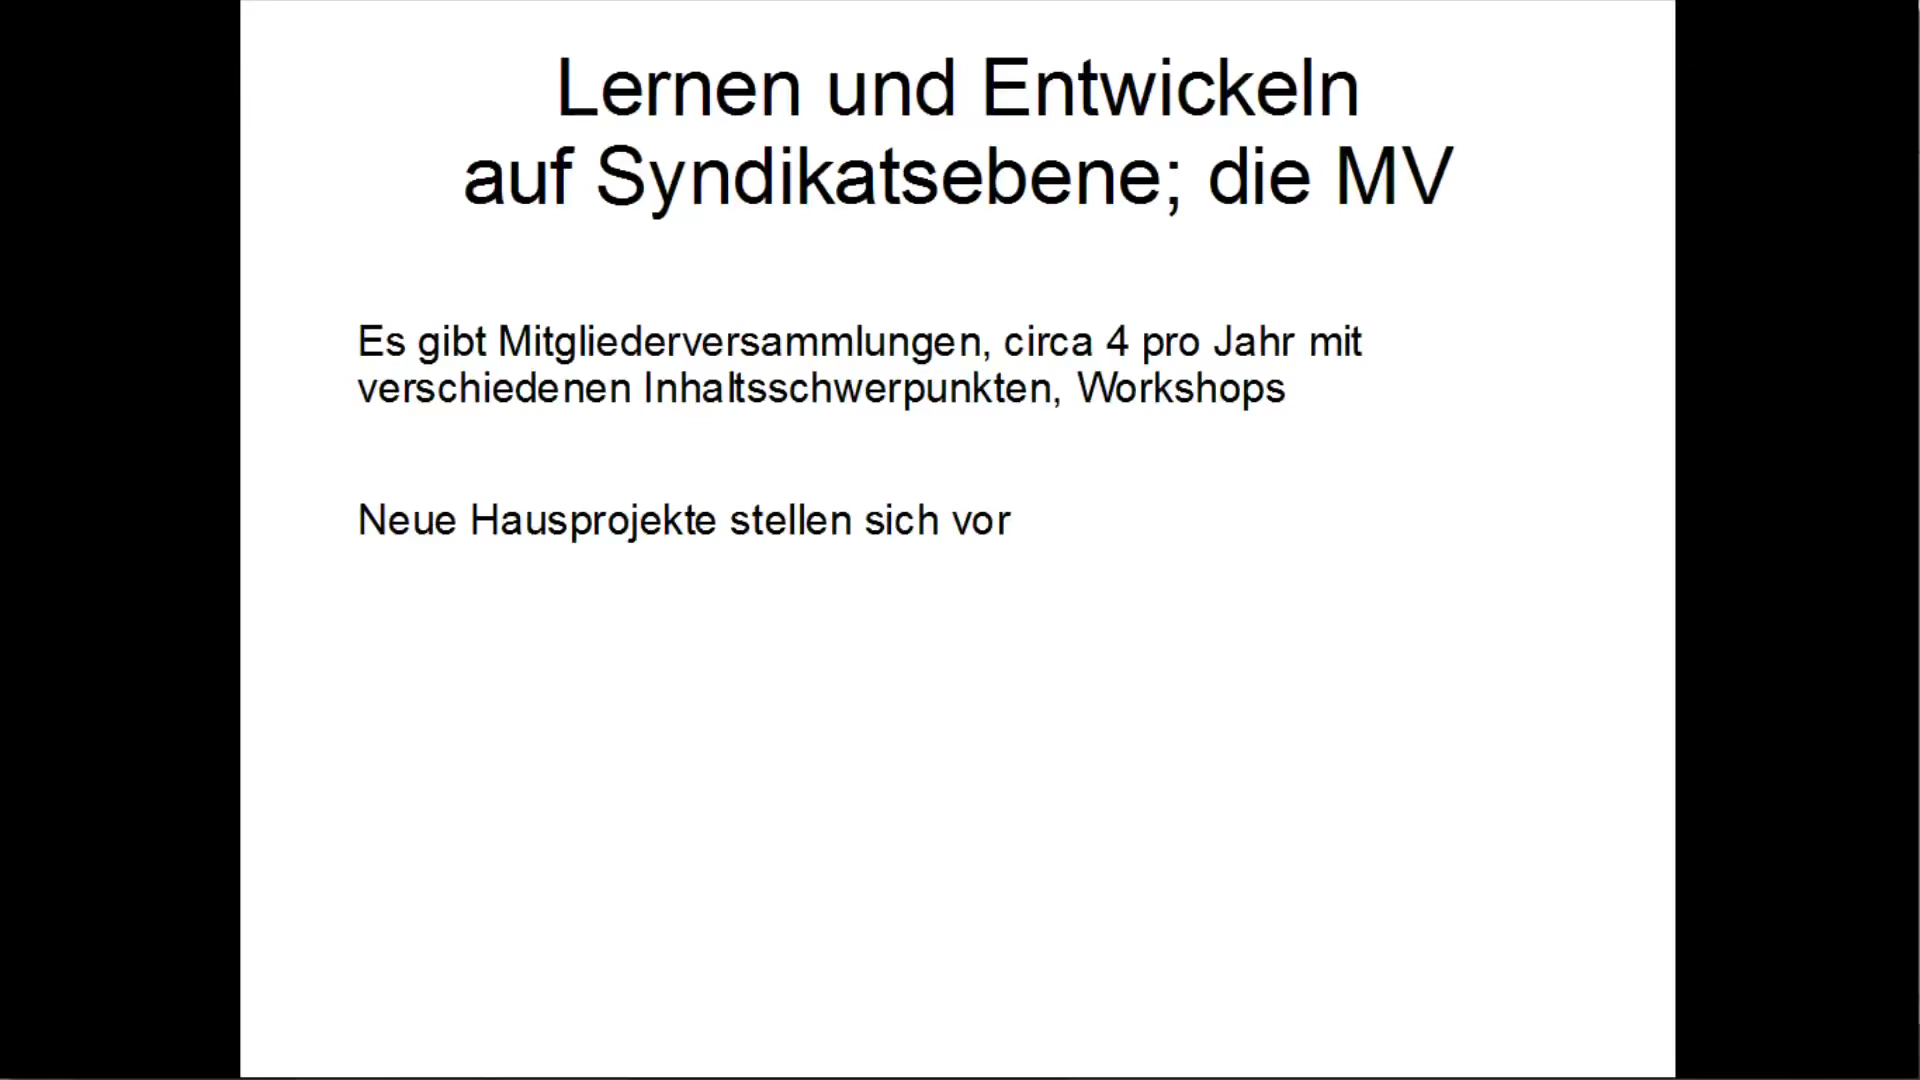 Lernen und Entwickeln
auf Syndikatsebene; die MV
Es gibt Mitgliederversammlungen, circa 4 pro Jahr mit
verschiedenen Inhaltsschwerpunkten, Workshops
Neue Hausprojekte stellen sich vor